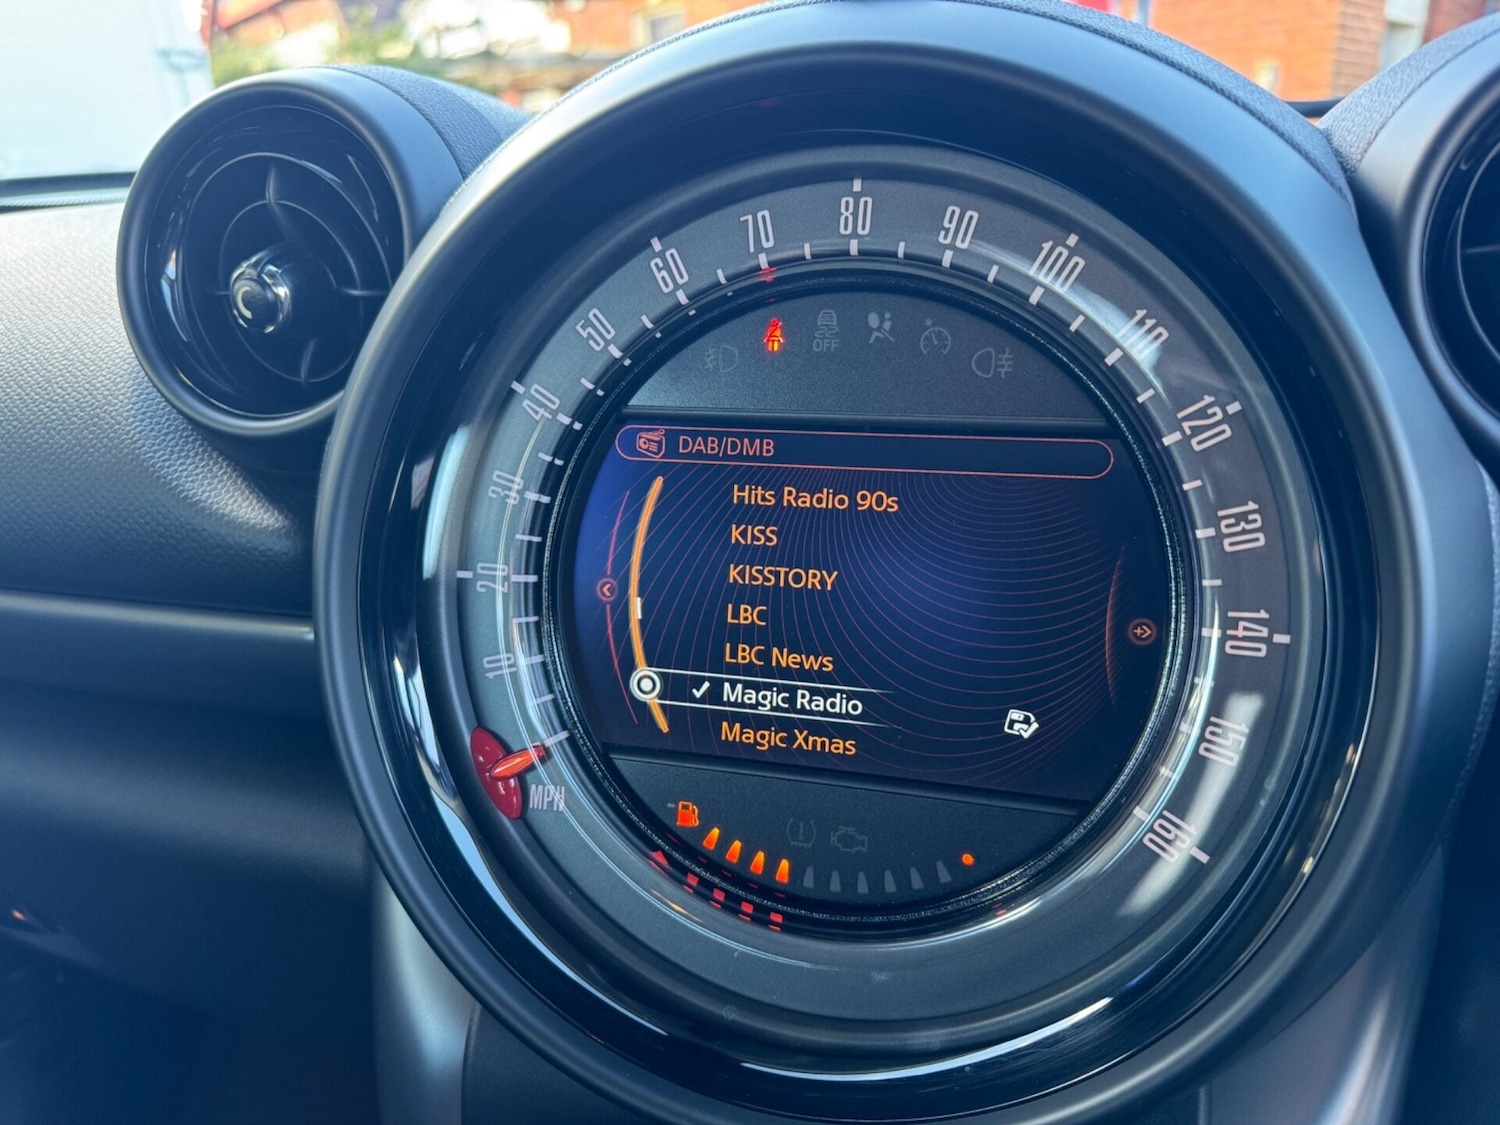 10
20
30
40
50
60
70
80
90
100
110
120
130
140
150
160
MPH
OFF
DAB/DMB
Hits Radio 90s
KISS
KISSTORY
LBC
LBC News
Magic Radio
Magic Xmas